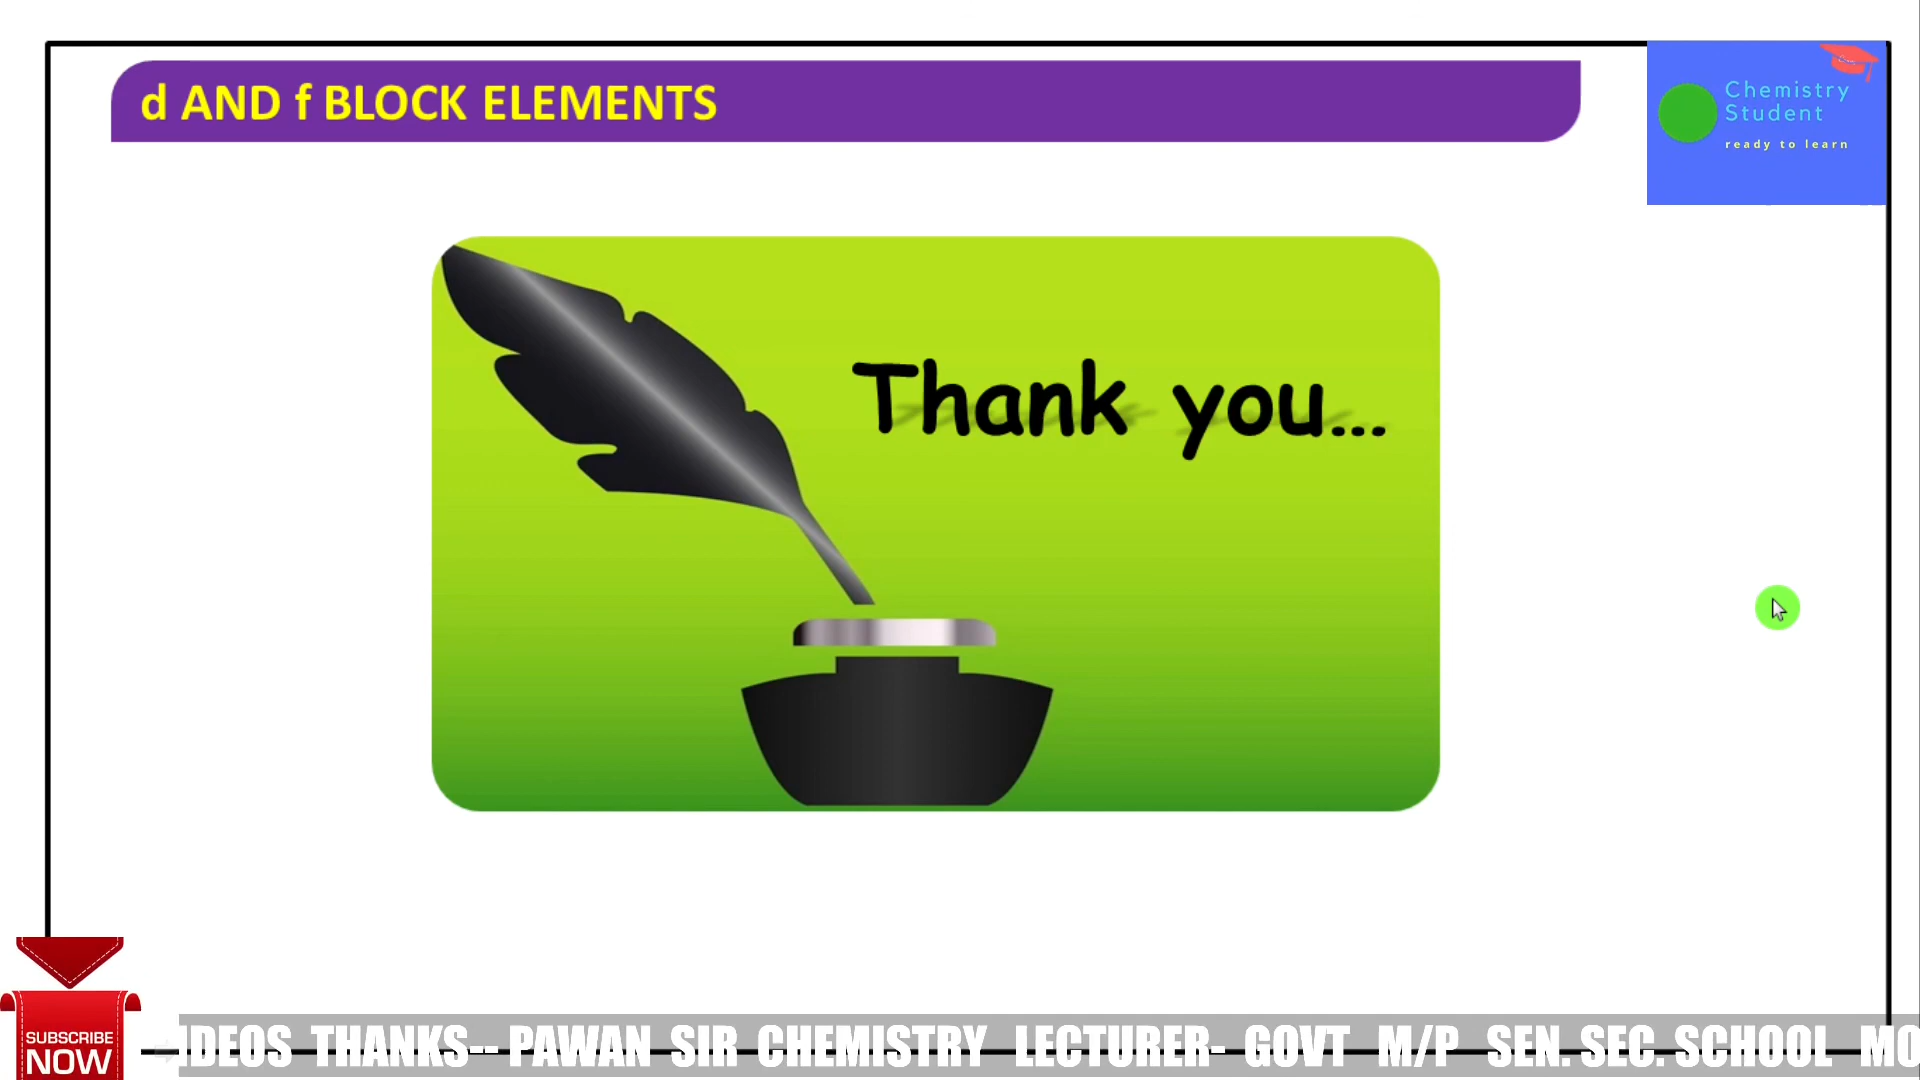 d AND f BLOCK ELEMENTS
Chemistry
Student
ready to learn
Thank you...
SUBSCRIBE
NOW
THANKS-- PAWAN SIR CHEMISTRY LECTURER- GOVT M/P SEN. SEC. SCHOOL